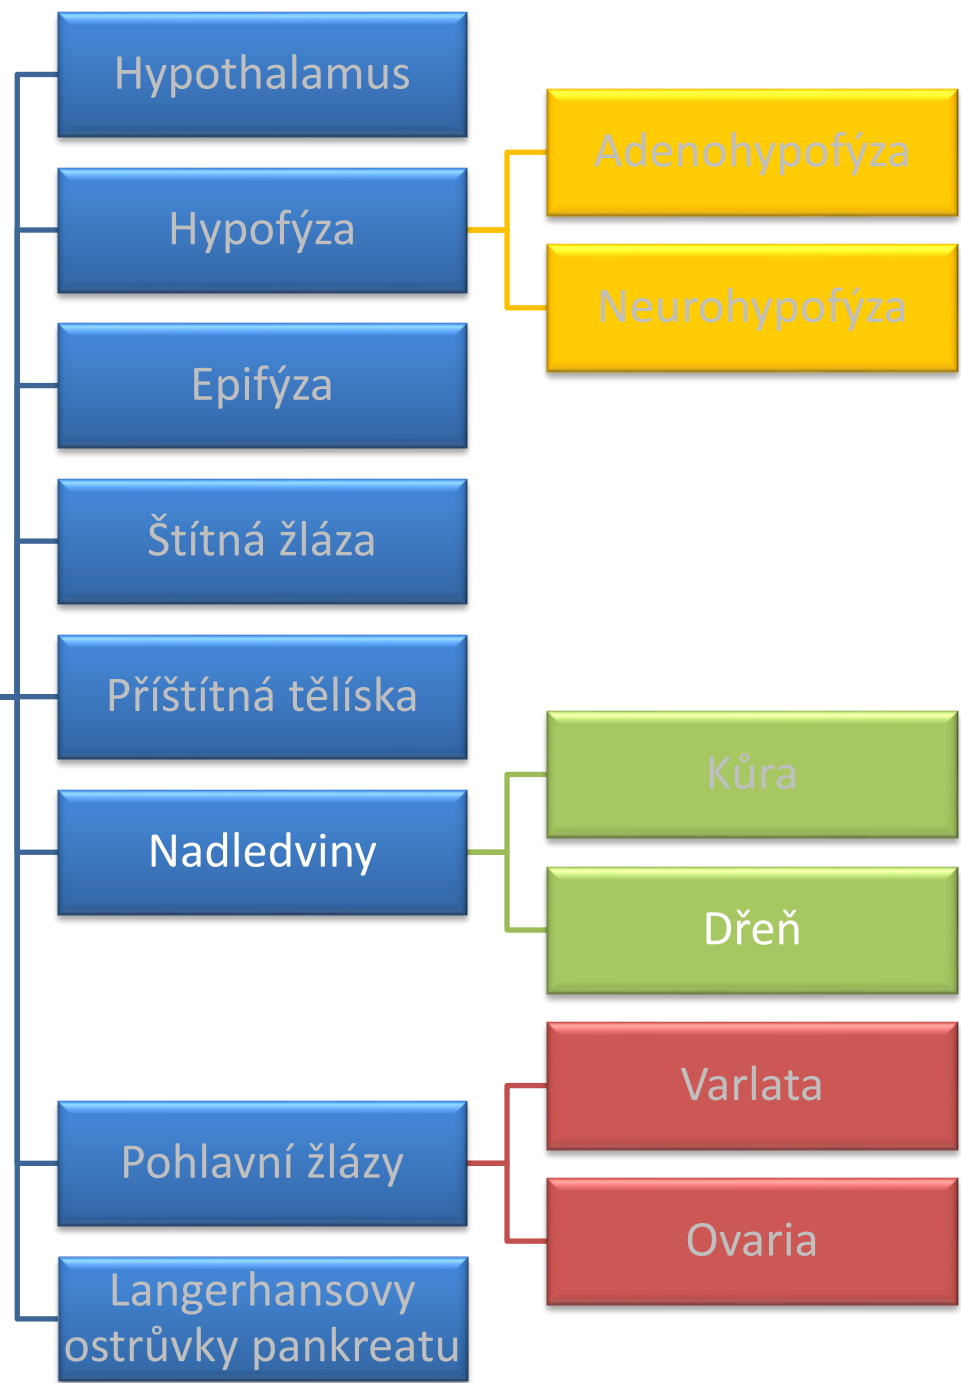 Hypothalamus
Hypofýza
Adenohypofýza
Neurohypofýza
Epifýza
Štítná žláza
Příštítná tělíska
Nadledviny
Kůra
Dřeň
Pohlavní žlázy
Varlata
Ovaria
Langerhansovy
ostrůvky pankreatu